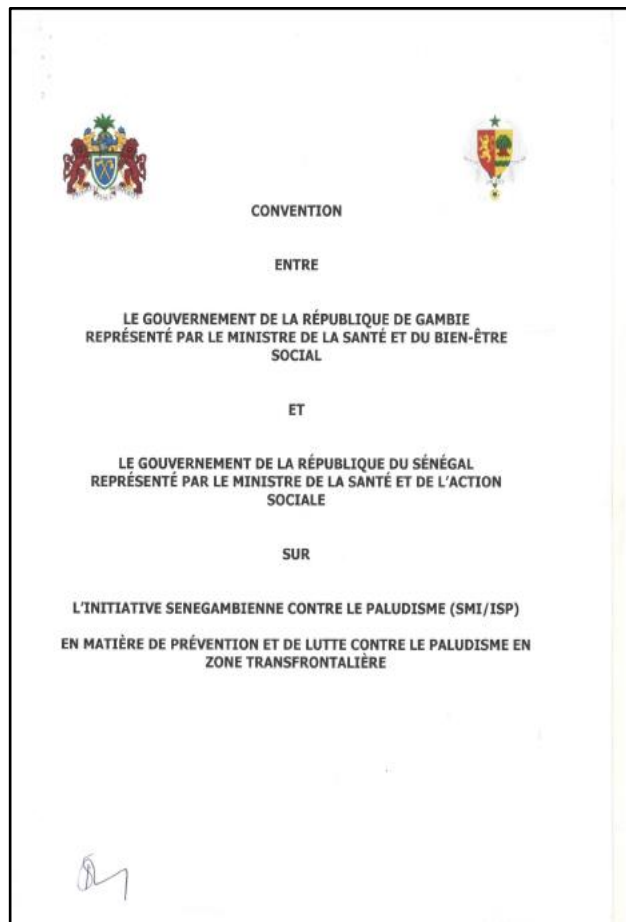 CONVENTION
ENTRE
LE GOUVERNEMENT DE LA RÉPUBLIQUE DE GAMBIE
REPRÉSENTÉ PAR LE MINISTRE DE LA SANTÉ ET DU BIEN-ÊTRE
SOCIAL
ET
LE GOUVERNEMENT DE LA RÉPUBLIQUE DU SÉNÉGAL
REPRÉSENTÉ PAR LE MINISTRE DE LA SANTÉ ET DE L'ACTION
SOCIALE
SUR
L'INITIATIVE SENEGAMBIENNE CONTRE LE PALUDISME (SMI/ISP)
EN MATIÈRE DE PRÉVENTION ET DE LUTTE CONTRE LE PALUDISME EN
ZONE TRANSFRONTALIÈRE